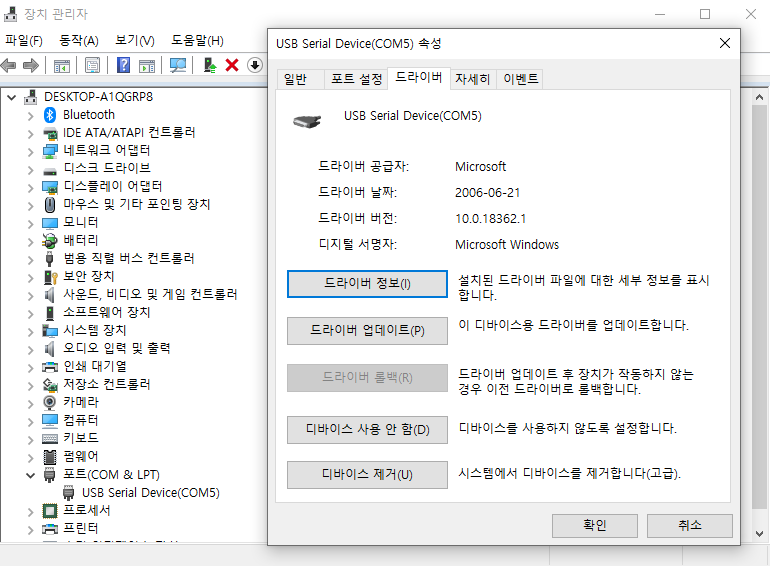 장치 관리자
파일(F) 동작(A) 보기(V) 도움말(H)
DESKTOP-A1QGRP8
Bluetooth
IDE ATA/ATAPI 컨트롤러
네트워크 어댑터
디스크 드라이브
디스플레이 어댑터
마우스 및 기타 포인팅 장치
모니터
배터리
범용 직렬 버스 컨트롤러
보안 장치
사운드, 비디오 및 게임 컨트롤러
소프트웨어 장치
시스템 장치
오디오 입력 및 출력
인쇄 대기열
저장소 컨트롤러
카메라
컴퓨터
키보드
펌웨어
포트(COM & LPT)
USB Serial Device(COM5)
프로세서
프린터
USB Serial Device(COM5) 속성
일반 포트 설정 드라이버 자세히 이벤트
USB Serial Device(COM5)
드라이버 공급자: Microsoft
드라이버 날짜: 2006-06-21
드라이버 버전: 10.0.18362.1
디지털 서명자: Microsoft Windows
드라이버 정보(I)
설치된 드라이버 파일에 대한 세부 정보를 표시
합니다.
드라이버 업데이트(P)
이 디바이스용 드라이버를 업데이트합니다.
드라이버 롤백(R)
드라이버 업데이트 후 장치가 작동하지 않는
경우 이전 드라이버로 롤백합니다.
디바이스 사용 안 함(D)
디바이스를 사용하지 않도록 설정합니다.
디바이스 제거(U)
시스템에서 디바이스를 제거합니다(고급).
확인 취소